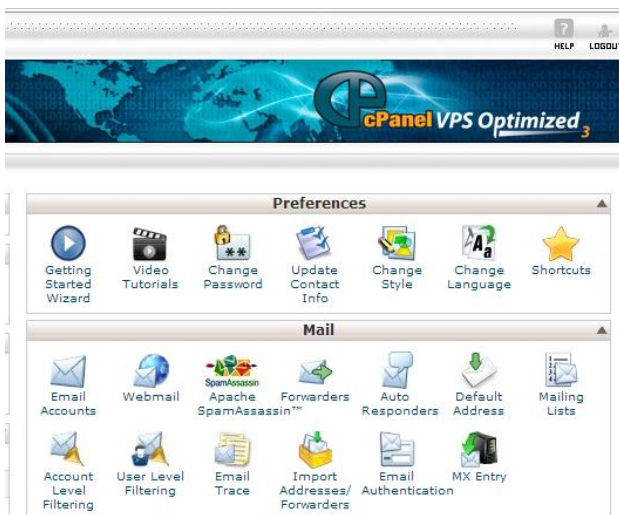 HELP LOGOUT
cPanel VPS Optimized 3
Preferences
Getting Started Wizard
Video Tutorials
Change Password
Update Contact Info
Change Style
Change Language
Shortcuts
Mail
Email Accounts
Webmail
SpamAssassin
Apache SpamAssassin™
Forwarders
Auto Responders
Default Address
Mailing Lists
Account Level Filtering
User Level Filtering
Email Trace
Import Addresses/ Forwarders
Email Authentication
MX Entry